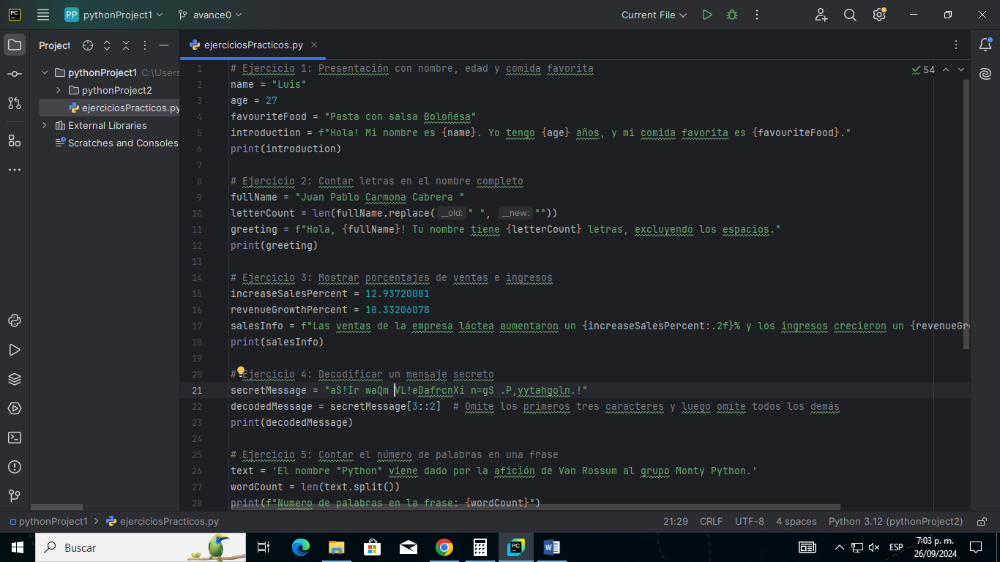 PC PP pythonProject1 avance0 Current File
Project
ejerciciosPracticos.py
pythonProject1 C:\Users
pythonProject2
ejerciciosPracticos.py
External Libraries
Scratches and Consoles
54
1 # Ejercicio 1: Presentación con nombre, edad y comida favorita
2 name = "Luis"
3 age = 27
4 favouriteFood = "Pasta con salsa Boloñesa"
5 introduction = f"Hola! Mi nombre es {name}. Yo tengo {age} años, y mi comida favorita es {favouriteFood}."
6 print(introduction)
7
8 # Ejercicio 2: Contar letras en el nombre completo
9 fullName = "Juan Pablo Carmona Cabrera "
10 letterCount = len(fullName.replace( __old: " ", __new: ""))
11 greeting = f"Hola, {fullName}! Tu nombre tiene {letterCount} letras, excluyendo los espacios."
12 print(greeting)
13
14 # Ejercicio 3: Mostrar porcentajes de ventas e ingresos
15 increaseSalesPercent = 12.93720081
16 revenueGrowthPercent = 18.33206078
17 salesInfo = f"Las ventas de la empresa láctea aumentaron un {increaseSalesPercent:.2f}% y los ingresos crecieron un {revenueGro
18 print(salesInfo)
19
20 # Ejercicio 4: Decodificar un mensaje secreto
21 secretMessage = "aS!Ir waQm VL!eDafrcnXi n=gS .P,yytahgoln.!"
22 decodedMessage = secretMessage[3::2]  # Omite los primeros tres caracteres y luego omite todos los demás
23 print(decodedMessage)
24
25 # Ejercicio 5: Contar el número de palabras en una frase
26 text = 'El nombre "Python" viene dado por la afición de Van Rossum al grupo Monty Python.'
27 wordCount = len(text.split())
28 print(f"Numero de palabras en la frase: {wordCount}")
pythonProject1 > ejerciciosPracticos.py 21:29 CRLF UTF-8 4 spaces Python 3.12 (pythonProject2)
Buscar
PC
W
ESP
7:03 p. m.
26/09/2024